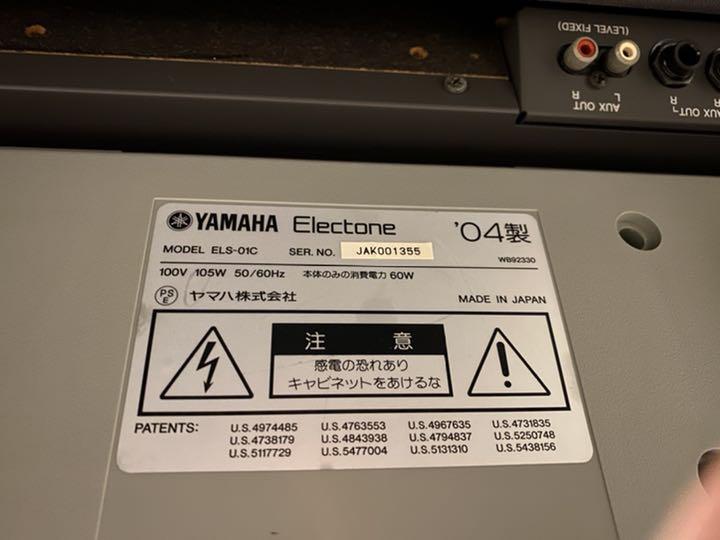 (LEVEL FIXED)
AUX OUT
L
R
AUX OUT
R
YAMAHA Electone '04製
MODEL ELS-01C SER. NO. JAK001355
WB92330
100V 105W 50/60Hz 本体のみの消費電力 60W
PSE ヤマハ株式会社 MADE IN JAPAN
注 意
感電の恐れあり
キャビネットをあけるな
PATENTS: U.S.4974485 U.S.4763553 U.S.4967635 U.S.4731835
U.S.4738179 U.S.4843938 U.S.4794837 U.S.5250748
U.S.5117729 U.S.5477004 U.S.5131310 U.S.5438156